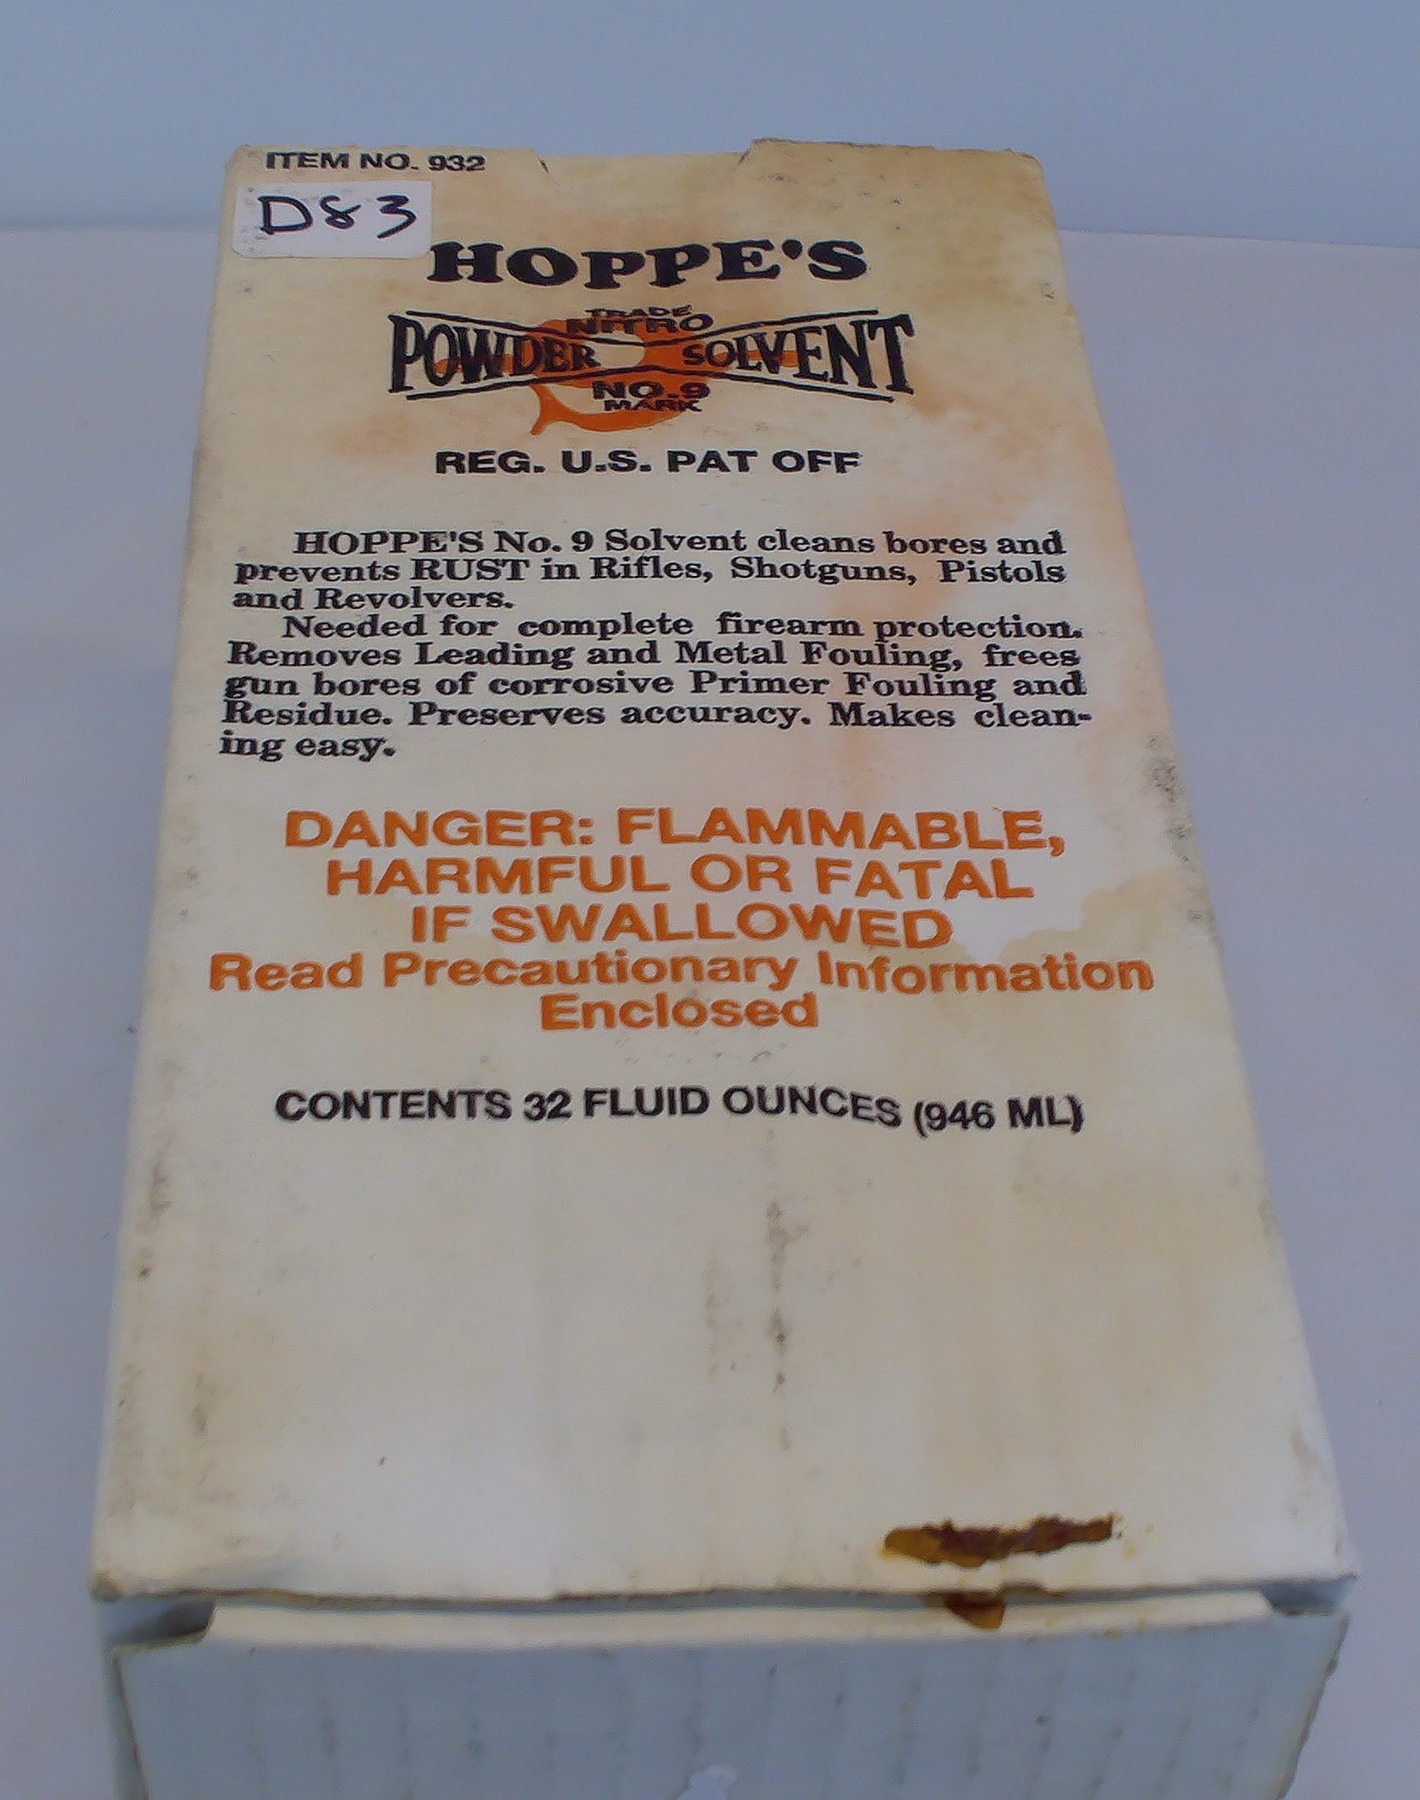 ITEM NO. 932
D83
HOPPE'S
TRADE
NITRO
POWDER SOLVENT
NO. 9
MARK
REG. U.S. PAT OFF
HOPPE'S No. 9 Solvent cleans bores and
prevents RUST in Rifles, Shotguns, Pistols
and Revolvers.
Needed for complete firearm protection.
Removes Leading and Metal Fouling, frees
gun bores of corrosive Primer Fouling and
Residue. Preserves accuracy. Makes clean-
ing easy.
DANGER: FLAMMABLE,
HARMFUL OR FATAL
IF SWALLOWED
Read Precautionary Information
Enclosed
CONTENTS 32 FLUID OUNCES (946 ML)